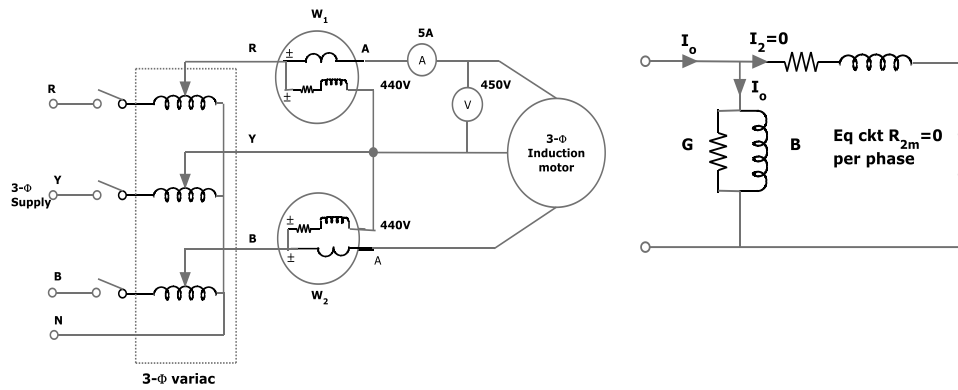 W1
R
A
5A
A
±
±
440V
450V
V
R
Y
3-Φ
Induction
motor
3-Φ
Supply
Y
B
±
±
440V
A
W2
B
N
3-Φ variac
Io
I2=0
Io
G
B
Eq ckt R2m=0
per phase